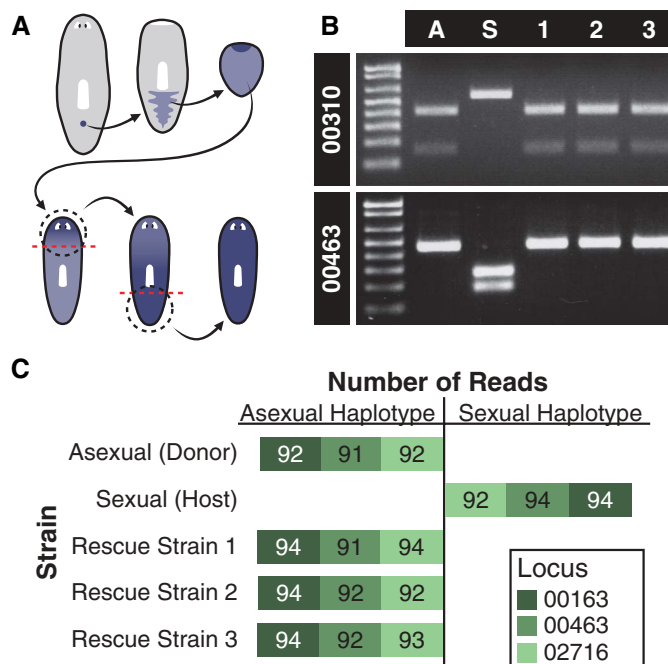 A
B
A S 1 2 3
00310
00463
C
Number of Reads
Asexual Haplotype Sexual Haplotype
Strain
Asexual (Donor) 92 91 92
Sexual (Host) 92 94 94
Rescue Strain 1 94 91 94
Rescue Strain 2 94 92 92
Rescue Strain 3 94 92 93
Locus
00163
00463
02716